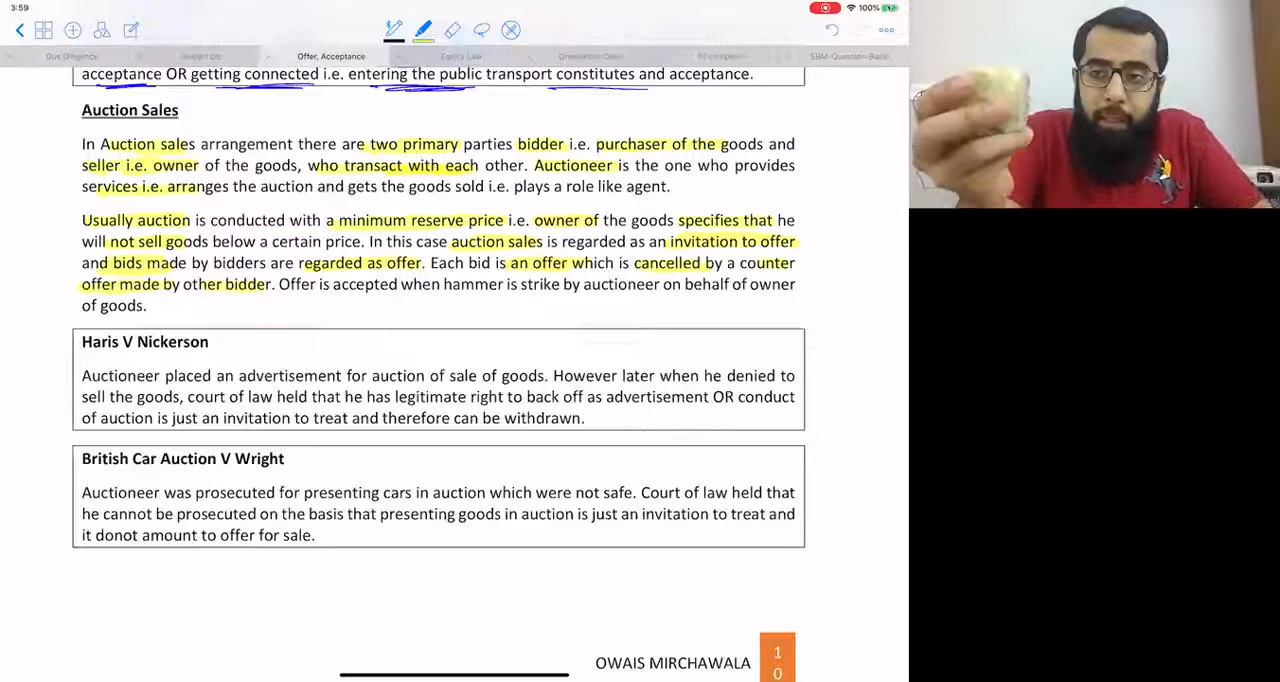 3:59
100%
Due Diligence
Offer, Acceptance
Equity Law
SBM-Question-Bank
acceptance OR getting connected i.e. entering the public transport constitutes and acceptance.
Auction Sales
In Auction sales arrangement there are two primary parties bidder i.e. purchaser of the goods and
seller i.e. owner of the goods, who transact with each other. Auctioneer is the one who provides
services i.e. arranges the auction and gets the goods sold i.e. plays a role like agent.
Usually auction is conducted with a minimum reserve price i.e. owner of the goods specifies that he
will not sell goods below a certain price. In this case auction sales is regarded as an invitation to offer
and bids made by bidders are regarded as offer. Each bid is an offer which is cancelled by a counter
offer made by other bidder. Offer is accepted when hammer is strike by auctioneer on behalf of owner
of goods.
Haris V Nickerson
Auctioneer placed an advertisement for auction of sale of goods. However later when he denied to
sell the goods, court of law held that he has legitimate right to back off as advertisement OR conduct
of auction is just an invitation to treat and therefore can be withdrawn.
British Car Auction V Wright
Auctioneer was prosecuted for presenting cars in auction which were not safe. Court of law held that
he cannot be prosecuted on the basis that presenting goods in auction is just an invitation to treat and
it donot amount to offer for sale.
OWAIS MIRCHAWALA
1
0